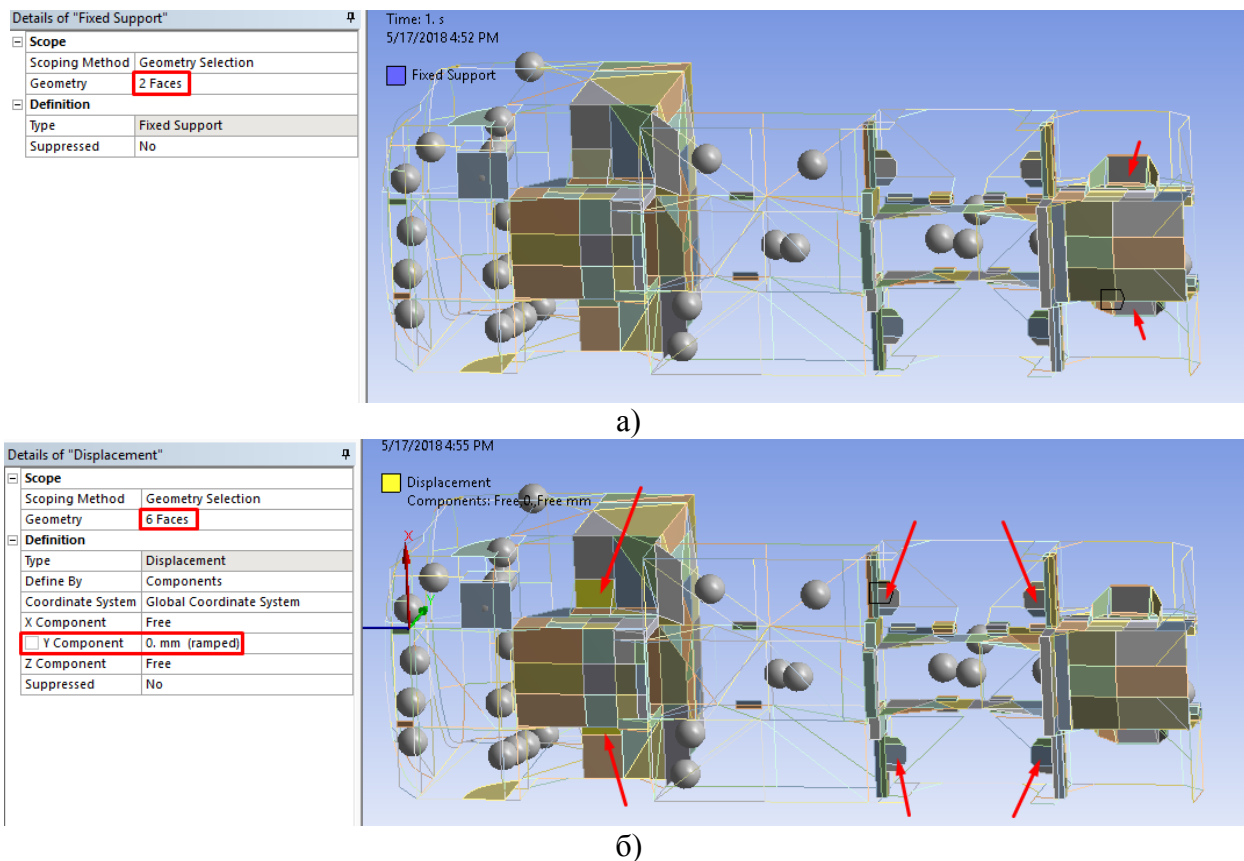 Details of "Fixed Support"
Scope
Scoping Method Geometry Selection
Geometry 2 Faces
Definition
Type Fixed Support
Suppressed No
Time: 1. s
5/17/2018 4:52 PM
Fixed Support
а)
Details of "Displacement"
Scope
Scoping Method Geometry Selection
Geometry 6 Faces
Definition
Type Displacement
Define By Components
Coordinate System Global Coordinate System
X Component Free
Y Component 0. mm (ramped)
Z Component Free
Suppressed No
5/17/2018 4:55 PM
Displacement
Components: Free,0.,Free mm
X
Y
б)